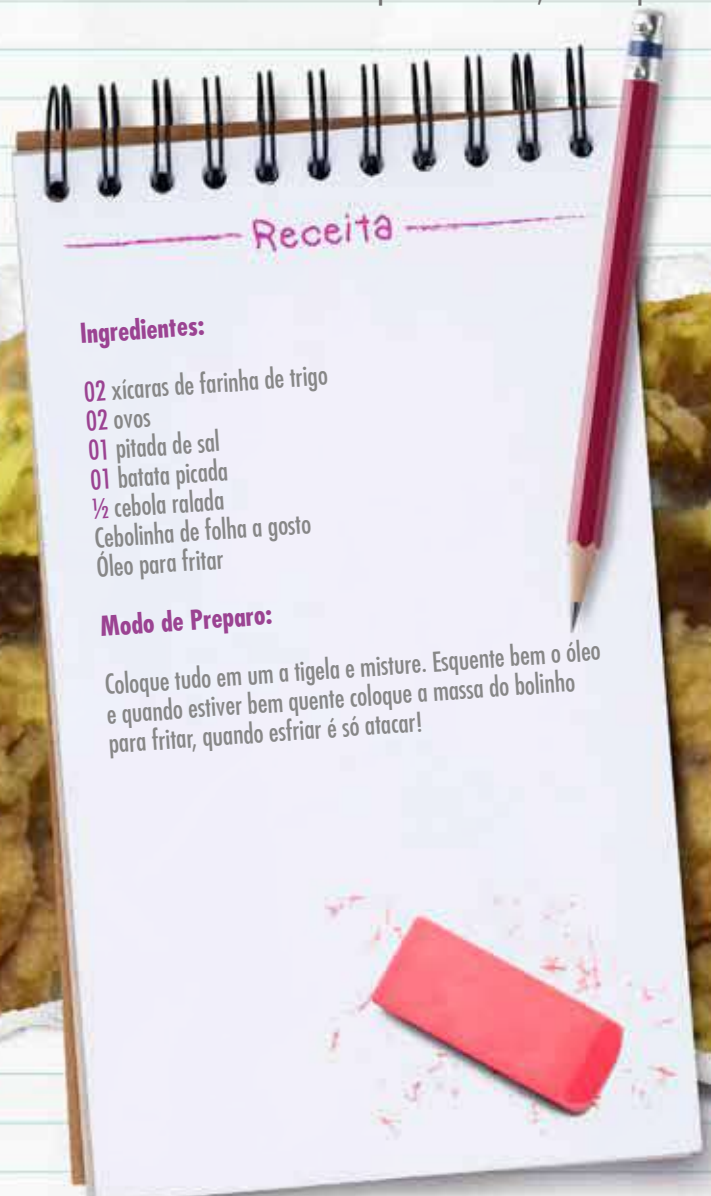 Receita
Ingredientes:
02 xícaras de farinha de trigo
02 ovos
01 pitada de sal
01 batata picada
½ cebola ralada
Cebolinha de folha a gosto
Óleo para fritar
Modo de Preparo:
Coloque tudo em um a tigela e misture. Esquente bem o óleo
e quando estiver bem quente coloque a massa do bolinho
para fritar, quando esfriar é só atacar!